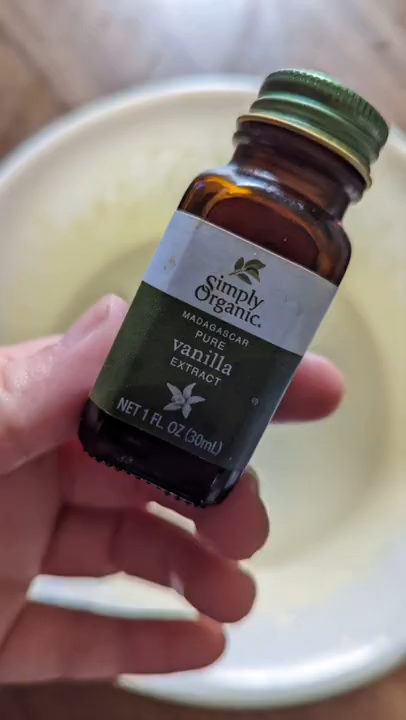 Simply
Organic.
MADAGASCAR
PURE
vanilla
EXTRACT
NET 1 FL. OZ (30mL)